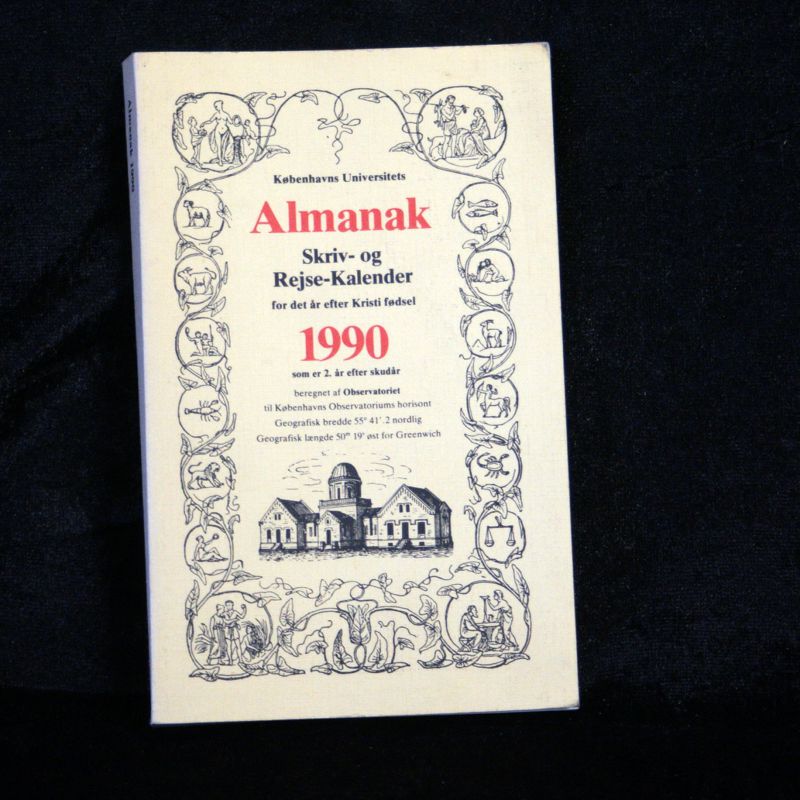 Almanak 1990
Københavns Universitets
Almanak
Skriv- og
Rejse-Kalender
for det år efter Kristi fødsel
1990
som er 2. år efter skudår
beregnet af Observatoriet
til Københavns Observatoriums horisont
Geografisk bredde 55° 41′.2 nordlig
Geografisk længde 50ᵐ 19ˢ øst for Greenwich